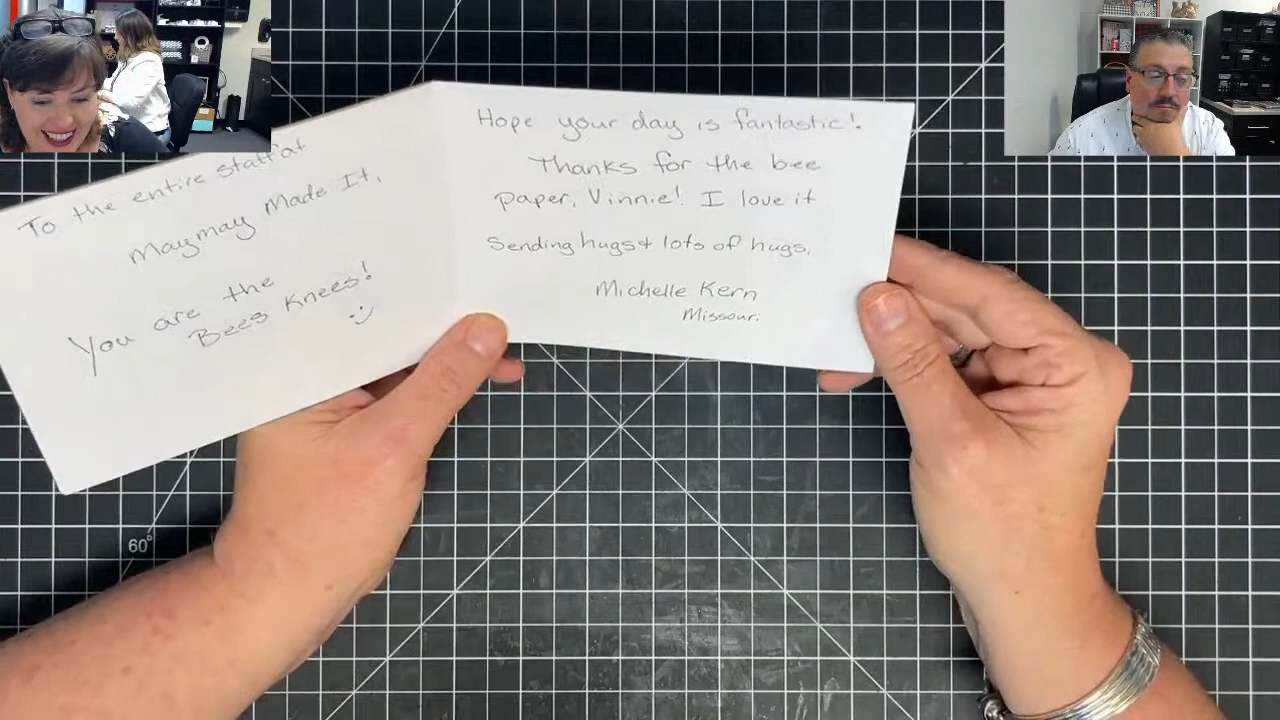 To the entire staff at
Maymay Made It,
You are the
Bees Knees!
:)
Hope your day is fantastic!
Thanks for the bee
paper, Vinnie! I love it
Sending hugs & lots of hugs,
Michelle Kern
Missouri
60°